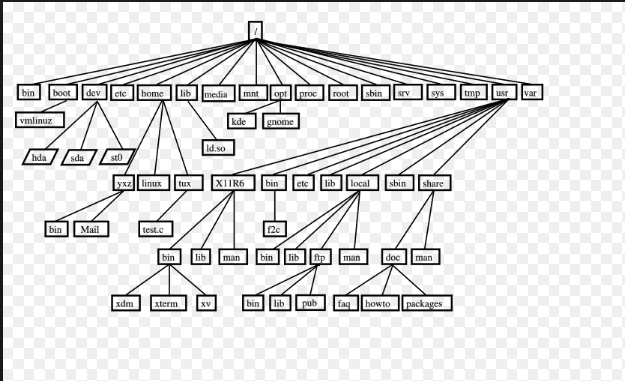 /
bin boot dev etc home lib media mnt opt proc root sbin srv sys tmp usr var
vmlinuz kde gnome
hda sda st0 ld.so
yxz linux tux X11R6 bin etc lib local sbin share
bin Mail test.c f2c
bin lib man bin lib ftp man doc man
xdm xterm xv bin lib pub faq howto packages